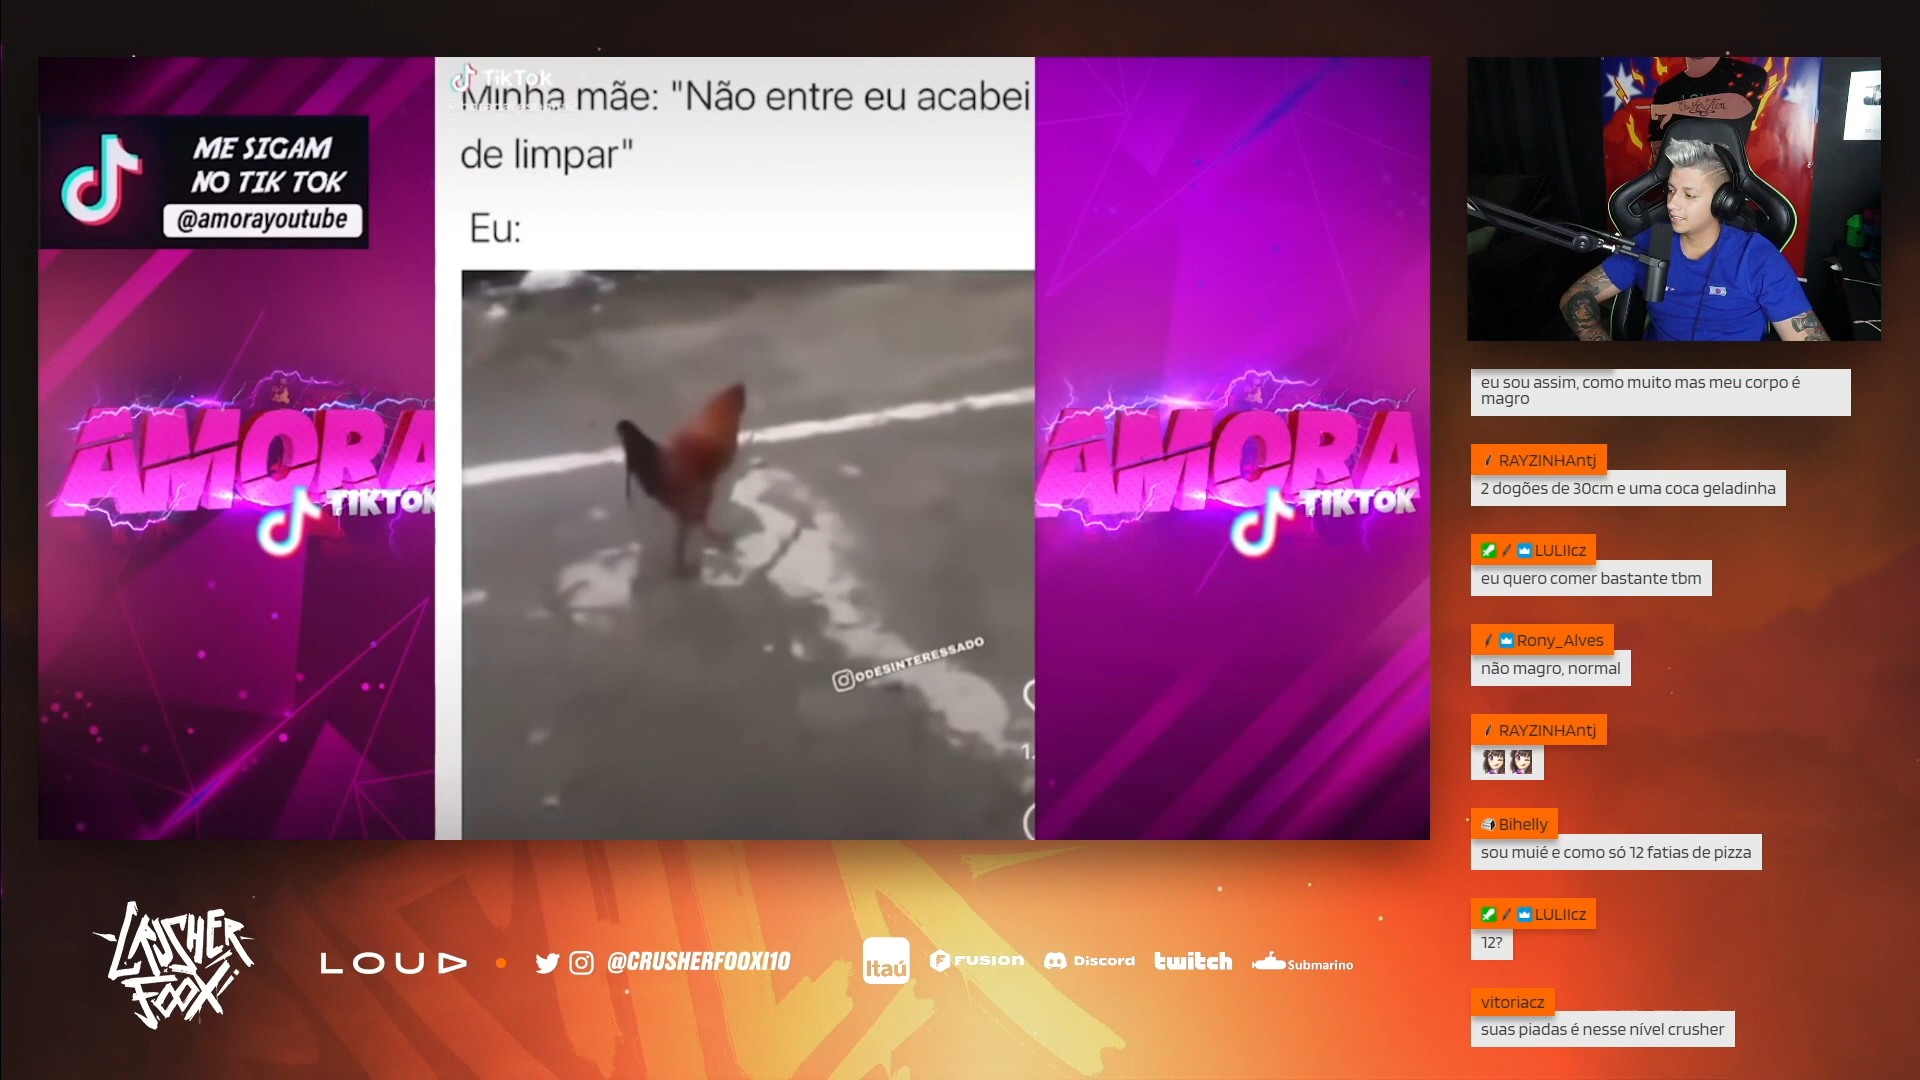 TikTok
Minha mãe: "Não entre eu acabei
de limpar"
Eu:
ME SIGAM
NO TIK TOK
@amorayoutube
AMORA
TIKTOK
@DESINTERESSADO
1.
AMORA
TIKTOK
eu sou assim, como muito mas meu corpo é
magro
RAYZINHAntj
2 dogões de 30cm e uma coca geladinha
LULIIcz
eu quero comer bastante tbm
Rony_Alves
não magro, normal
RAYZINHAntj
Bihelly
sou muié e como só 12 fatias de pizza
LULIIcz
12?
vitoriacz
suas piadas é nesse nível crusher
CRUSHER
FOOX
LOUD
@CRUSHERFOOXI10
Itaú
FUSION
Discord
twitch
Submarino